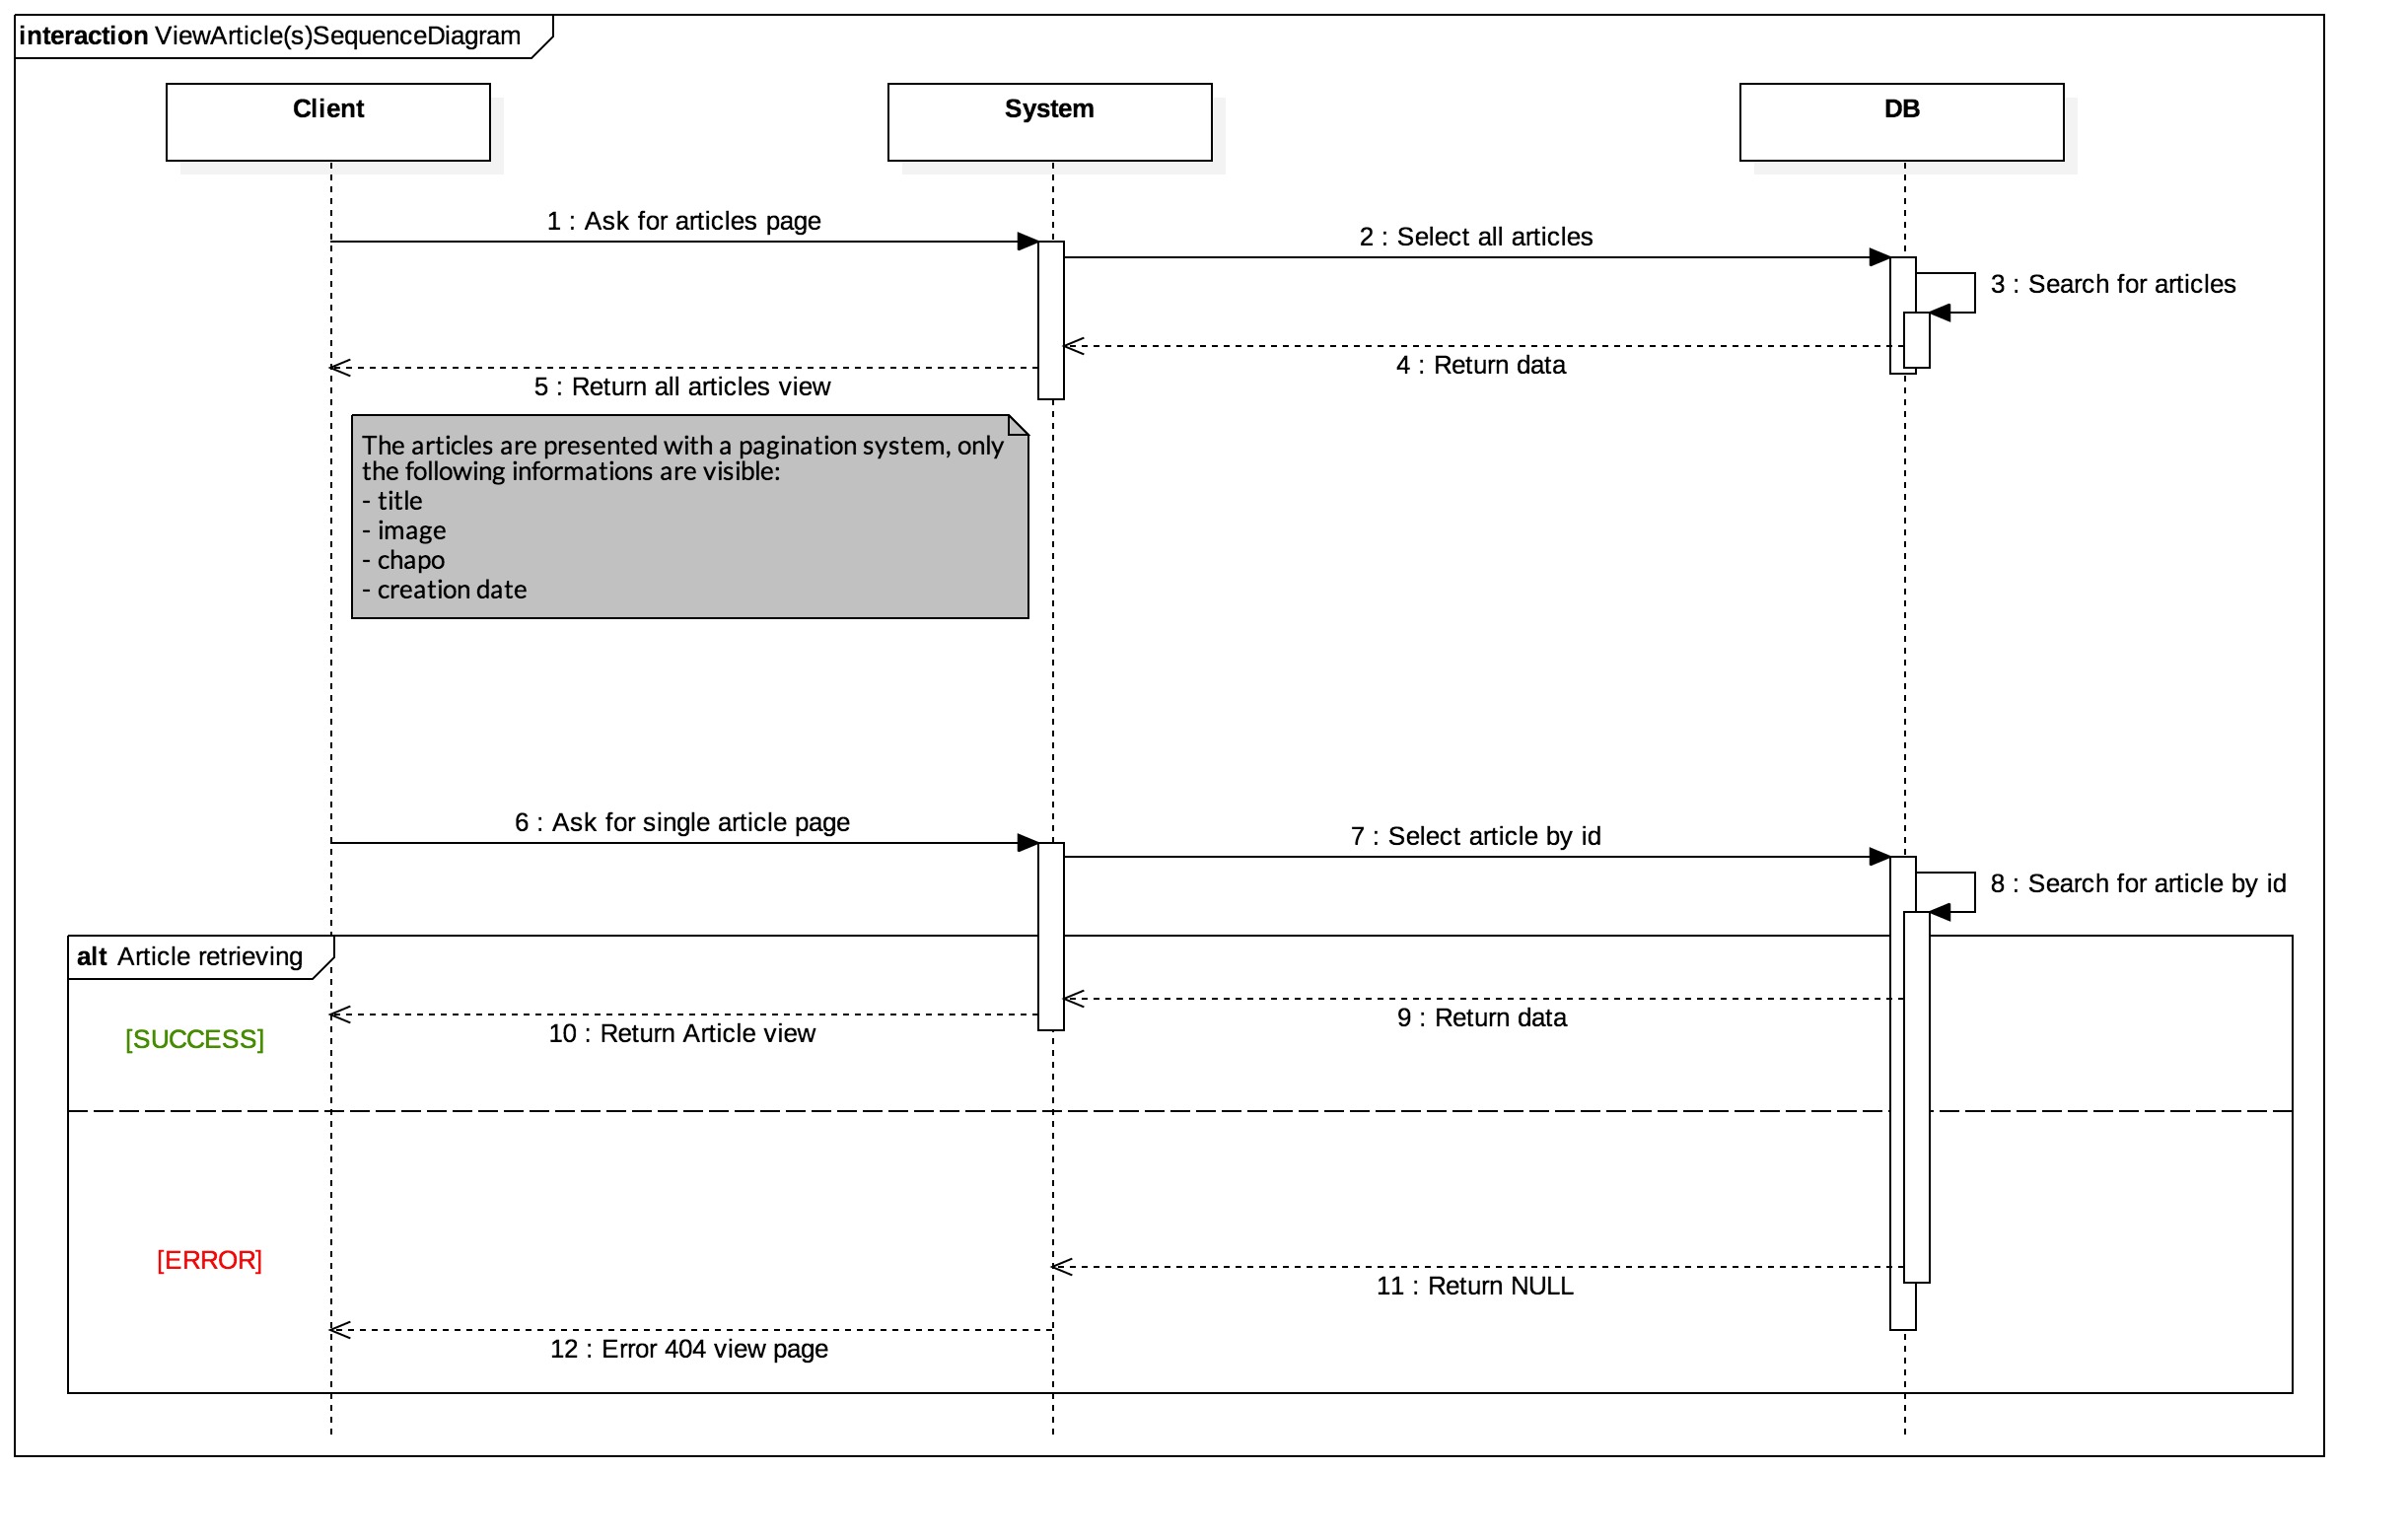 interaction ViewArticle(s)SequenceDiagram
Client
System
DB
1 : Ask for articles page
2 : Select all articles
3 : Search for articles
4 : Return data
5 : Return all articles view
The articles are presented with a pagination system, only
the following informations are visible:
- title
- image
- chapo
- creation date
6 : Ask for single article page
7 : Select article by id
8 : Search for article by id
alt Article retrieving
9 : Return data
10 : Return Article view
[SUCCESS]
[ERROR]
11 : Return NULL
12 : Error 404 view page